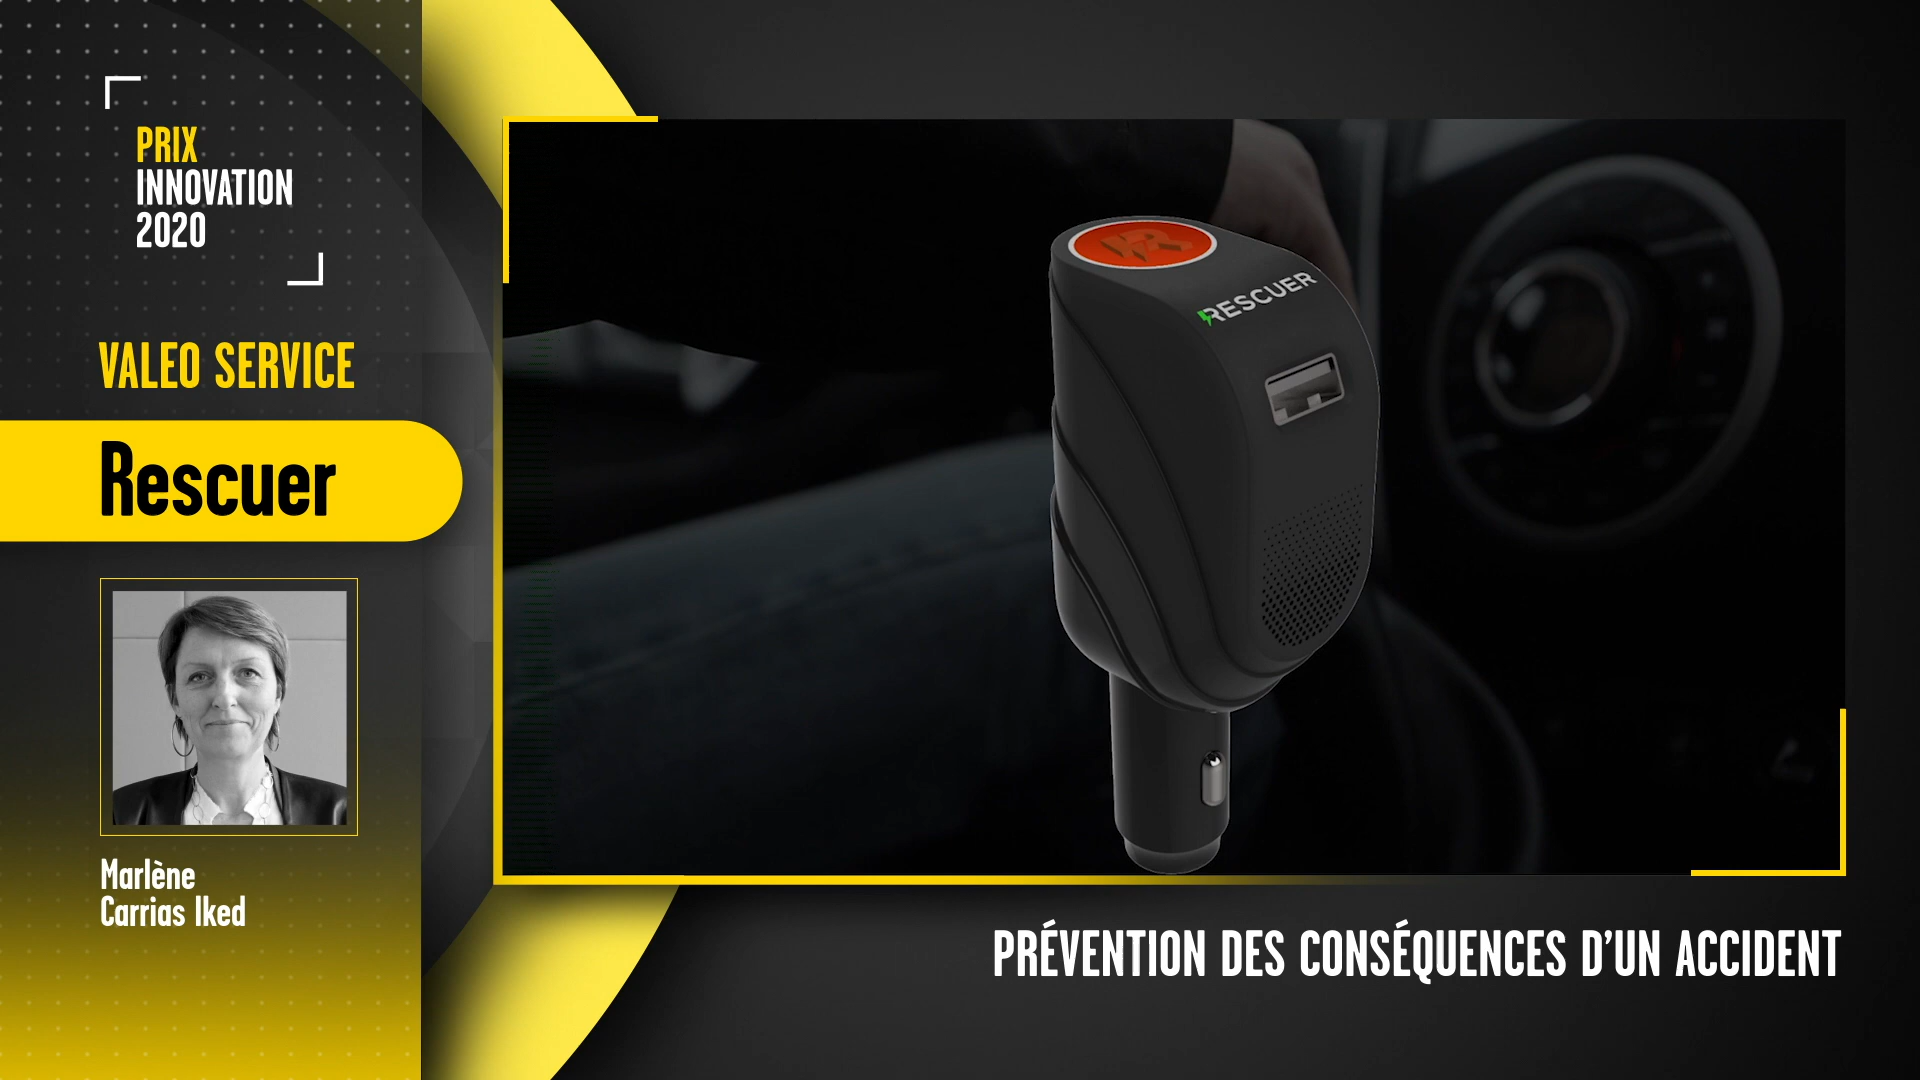 PRIX
INNOVATION
2020
VALEO SERVICE
Rescuer
Marlène
Carrias Iked
RESCUER
PRÉVENTION DES CONSÉQUENCES D'UN ACCIDENT